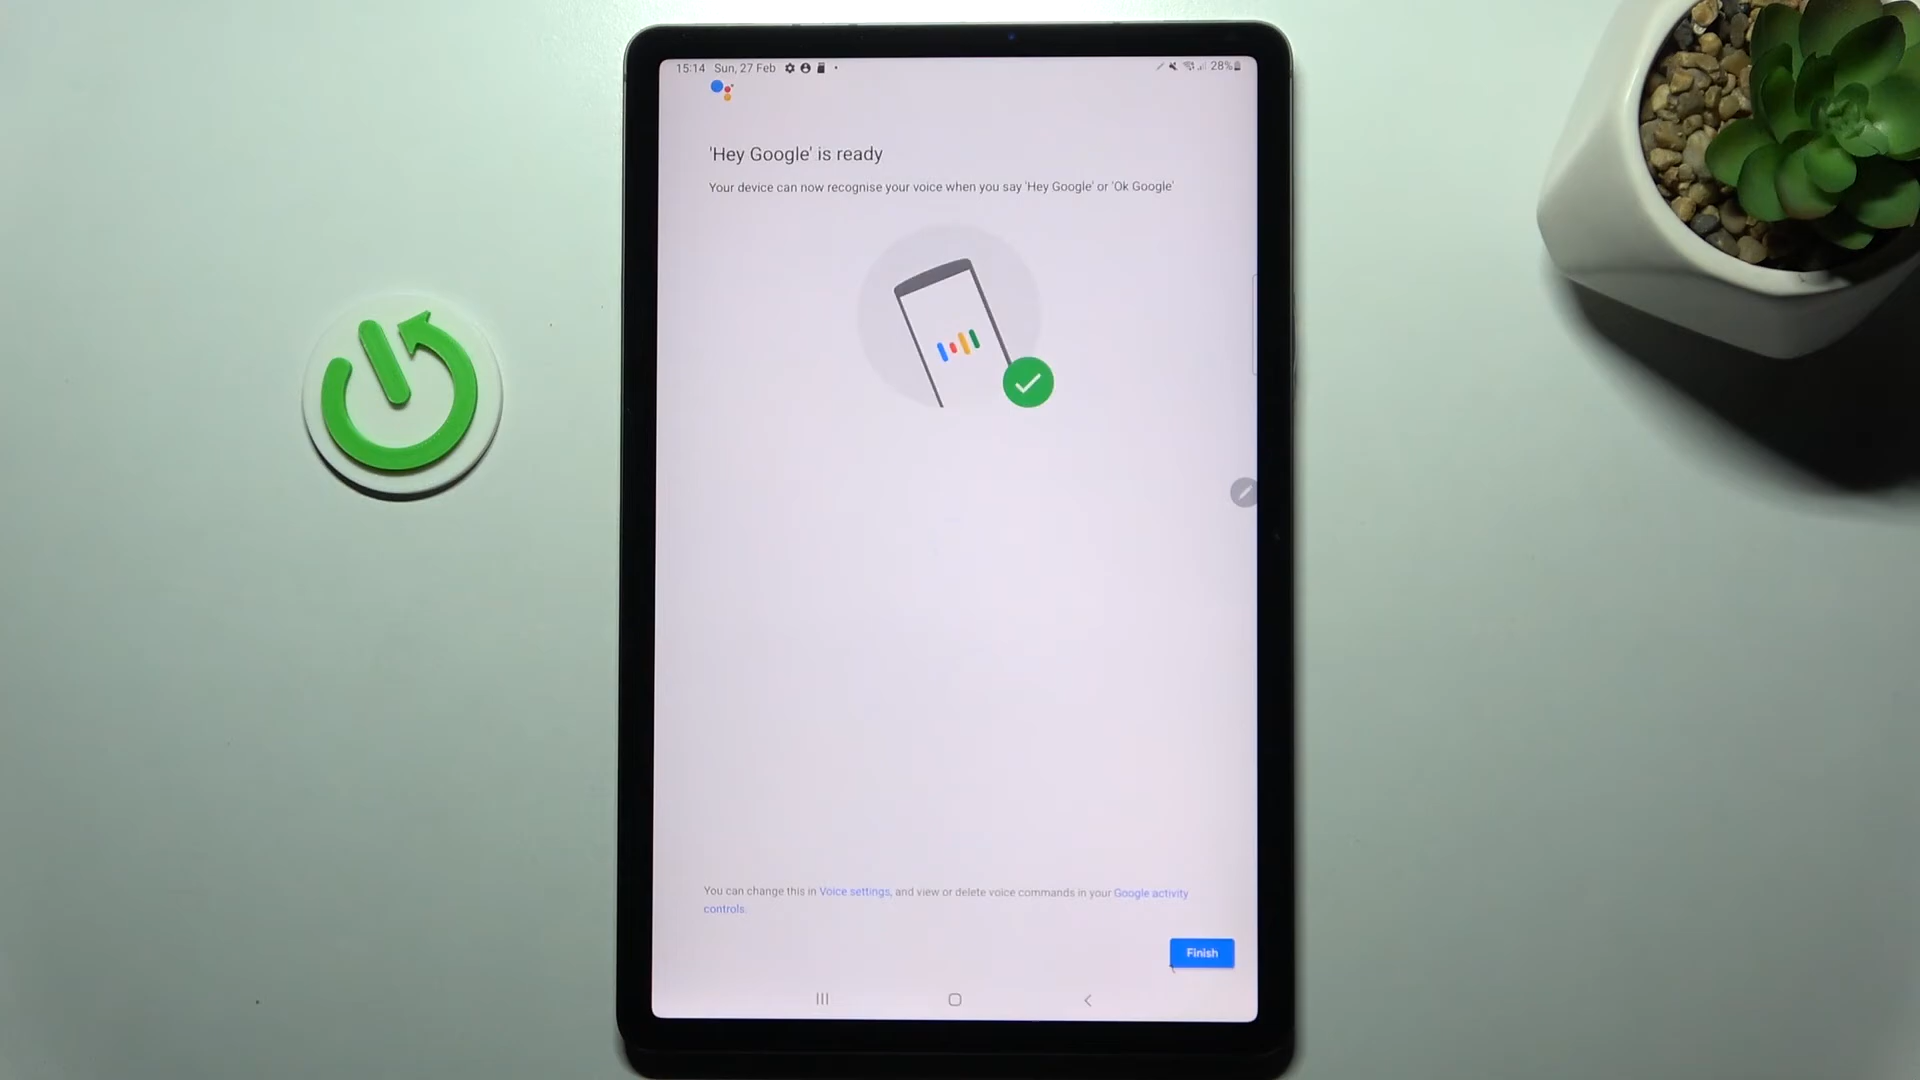 15:14 Sun, 27 Feb 28%
'Hey Google' is ready
Your device can now recognise your voice when you say 'Hey Google' or 'Ok Google'
You can change this in Voice settings, and view or delete voice commands in your Google activity
controls.
Finish